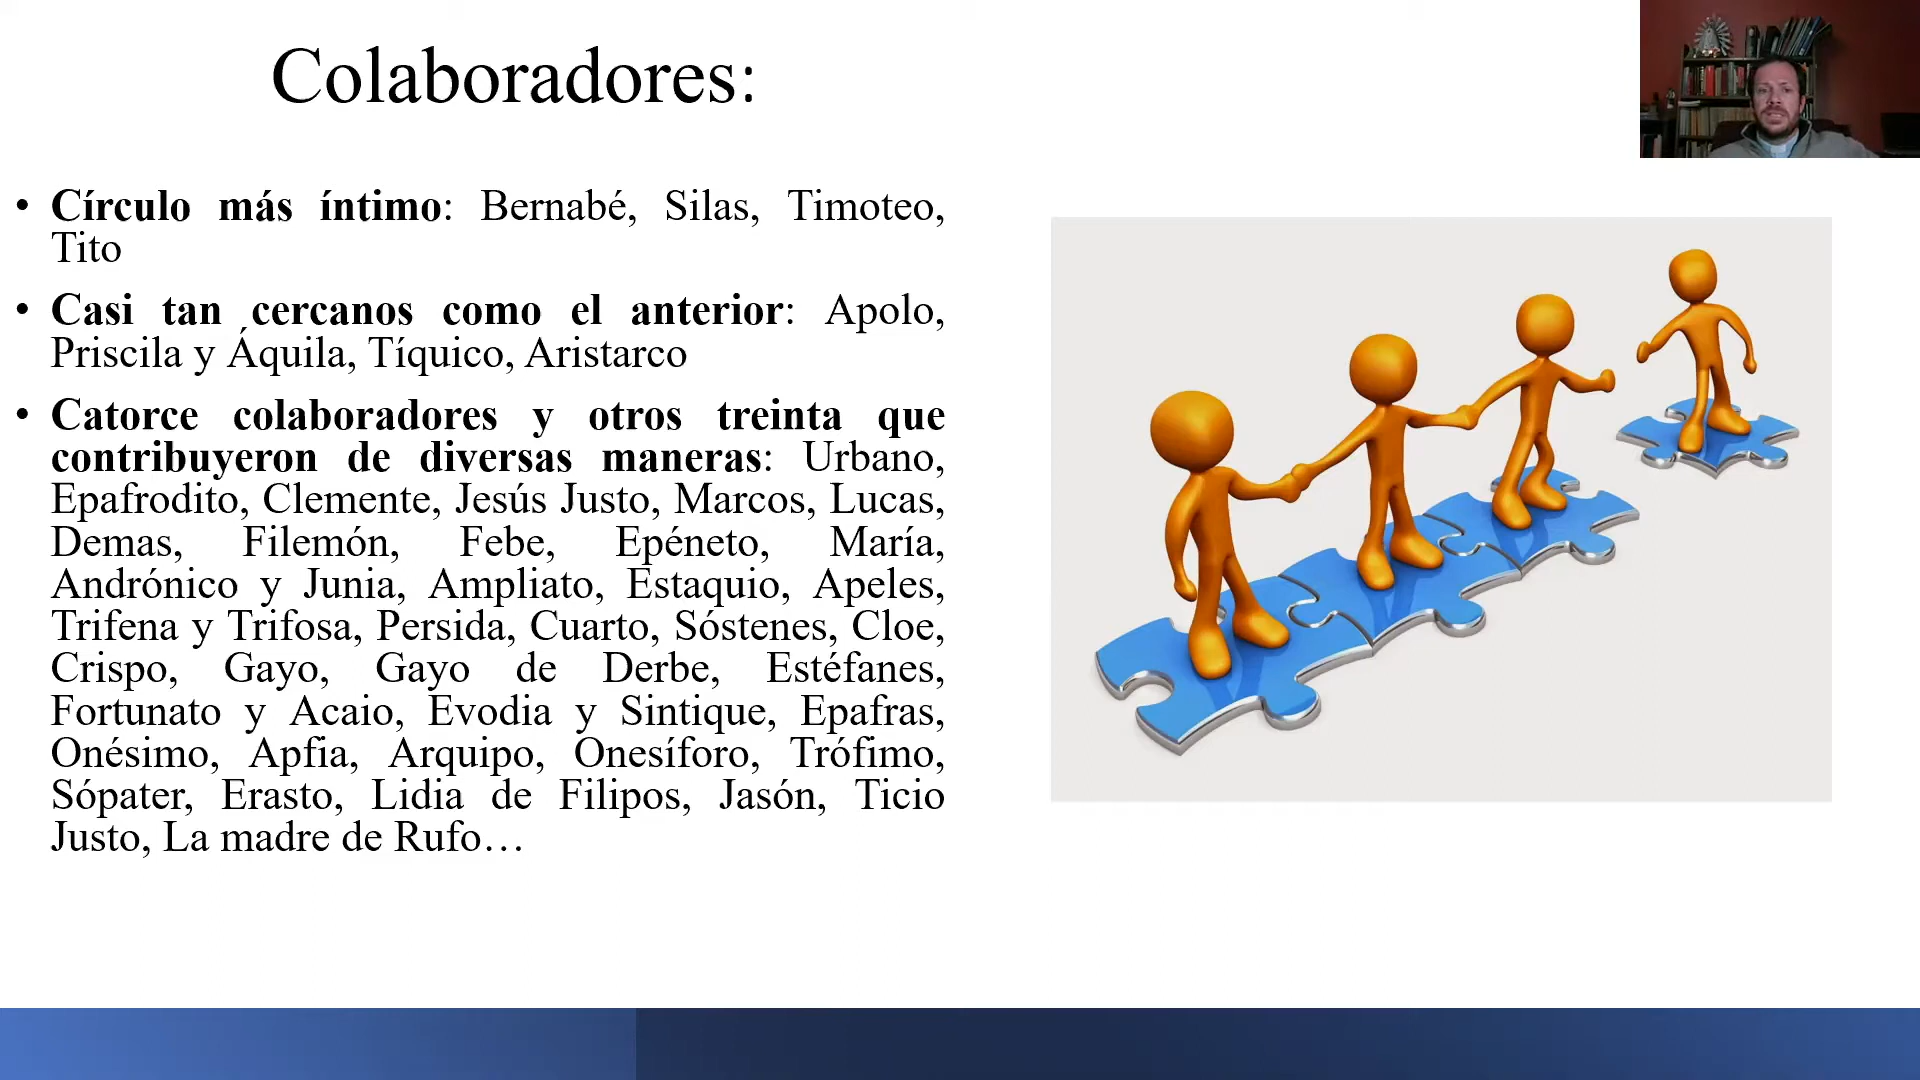 Colaboradores:
• Círculo más íntimo: Bernabé, Silas, Timoteo,
Tito
• Casi tan cercanos como el anterior: Apolo,
Priscila y Áquila, Tíquico, Aristarco
• Catorce colaboradores y otros treinta que
contribuyeron de diversas maneras: Urbano,
Epafrodito, Clemente, Jesús Justo, Marcos, Lucas,
Demas, Filemón, Febe, Epéneto, María,
Andrónico y Junia, Ampliato, Estaquio, Apeles,
Trifena y Trifosa, Persida, Cuarto, Sóstenes, Cloe,
Crispo, Gayo, Gayo de Derbe, Estéfanes,
Fortunato y Acaio, Evodia y Sintique, Epafras,
Onésimo, Apfia, Arquipo, Onesíforo, Trófimo,
Sópater, Erasto, Lidia de Filipos, Jasón, Ticio
Justo, La madre de Rufo…